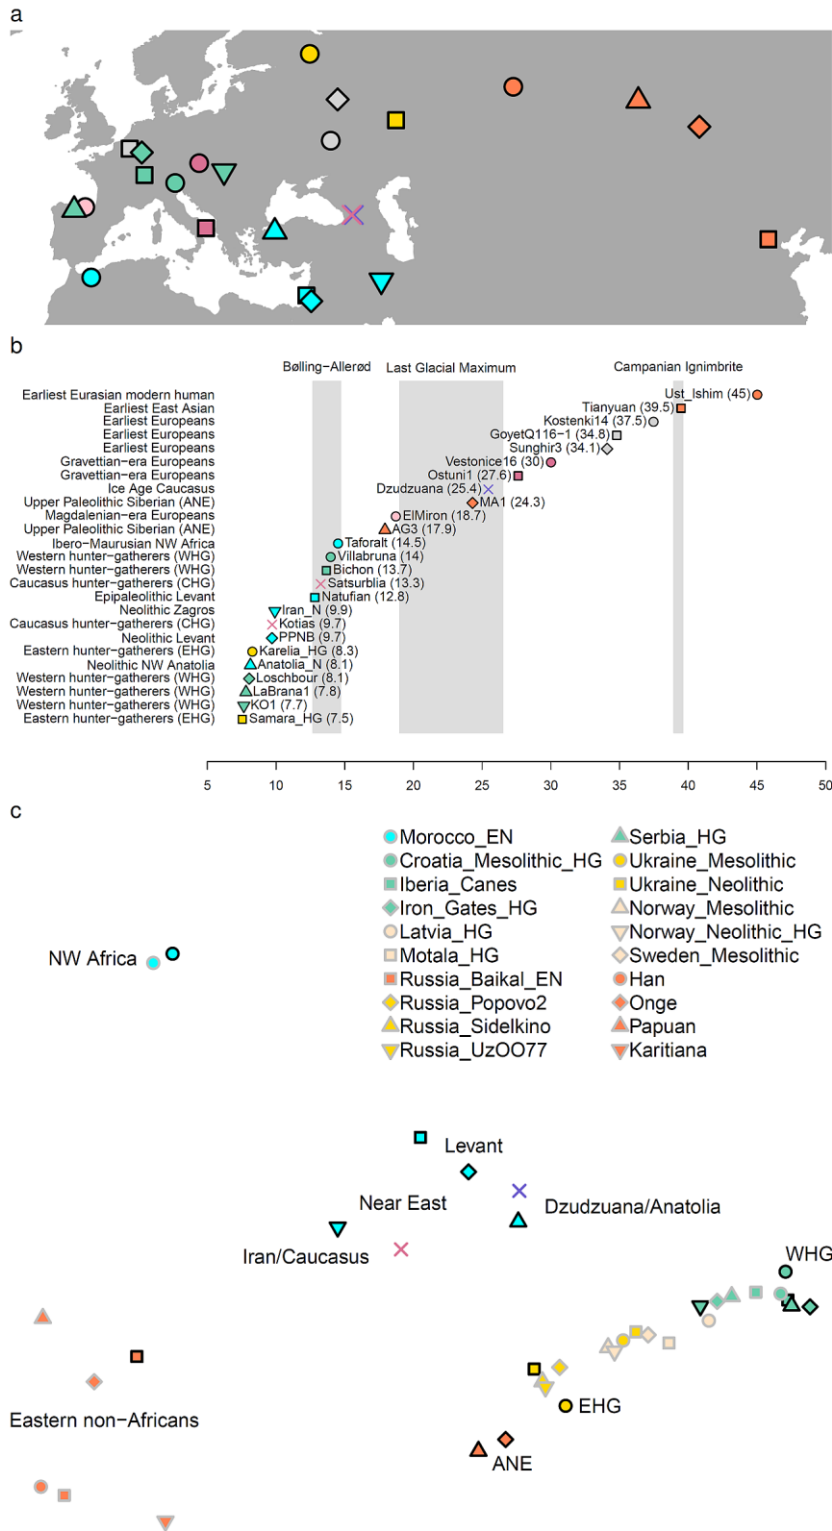 a
b
Bølling−Allerød Last Glacial Maximum Campanian Ignimbrite
Earliest Eurasian modern human Ust_Ishim (45)
Earliest East Asian Tianyuan (39.5)
Earliest Europeans Kostenki14 (37.5)
Earliest Europeans GoyetQ116−1 (34.8)
Earliest Europeans Sunghir3 (34.1)
Gravettian−era Europeans Vestonice16 (30)
Gravettian−era Europeans Ostuni1 (27.6)
Ice Age Caucasus Dzudzuana (25.4)
Upper Paleolithic Siberian (ANE) MA1 (24.3)
Magdalenian−era Europeans ElMiron (18.7)
Upper Paleolithic Siberian (ANE) AG3 (17.9)
Ibero−Maurusian NW Africa Taforalt (14.5)
Western hunter−gatherers (WHG) Villabruna (14)
Western hunter−gatherers (WHG) Bichon (13.7)
Caucasus hunter−gatherers (CHG) Satsurblia (13.3)
Epipaleolithic Levant Natufian (12.8)
Neolithic Zagros Iran_N (9.9)
Caucasus hunter−gatherers (CHG) Kotias (9.7)
Neolithic Levant PPNB (9.7)
Eastern hunter−gatherers (EHG) Karelia_HG (8.3)
Neolithic NW Anatolia Anatolia_N (8.1)
Western hunter−gatherers (WHG) Loschbour (8.1)
Western hunter−gatherers (WHG) LaBrana1 (7.8)
Western hunter−gatherers (WHG) KO1 (7.7)
Eastern hunter−gatherers (EHG) Samara_HG (7.5)
5 10 15 20 25 30 35 40 45 50
c
Morocco_EN Serbia_HG
Croatia_Mesolithic_HG Ukraine_Mesolithic
Iberia_Canes Ukraine_Neolithic
Iron_Gates_HG Norway_Mesolithic
Latvia_HG Norway_Neolithic_HG
Motala_HG Sweden_Mesolithic
Russia_Baikal_EN Han
Russia_Popovo2 Onge
Russia_Sidelkino Papuan
Russia_UzOO77 Karitiana
NW Africa
Levant
Near East
Dzudzuana/Anatolia
Iran/Caucasus
WHG
Eastern non−Africans
EHG
ANE